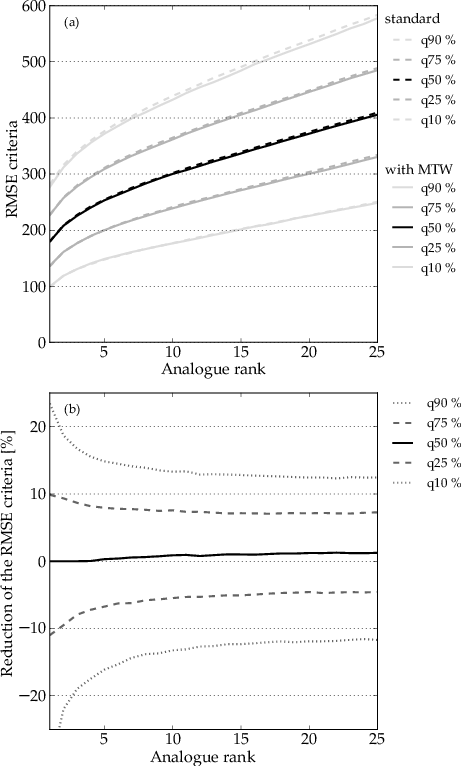 (a)
600
500
400
300
200
100
0
RMSE criteria
5 10 15 20 25
Analogue rank
standard
q90 %
q75 %
q50 %
q25 %
q10 %
with MTW
q90 %
q75 %
q50 %
q25 %
q10 %
(b)
20
10
0
−10
−20
Reduction of the RMSE criteria [%]
5 10 15 20 25
Analogue rank
q90 %
q75 %
q50 %
q25 %
q10 %